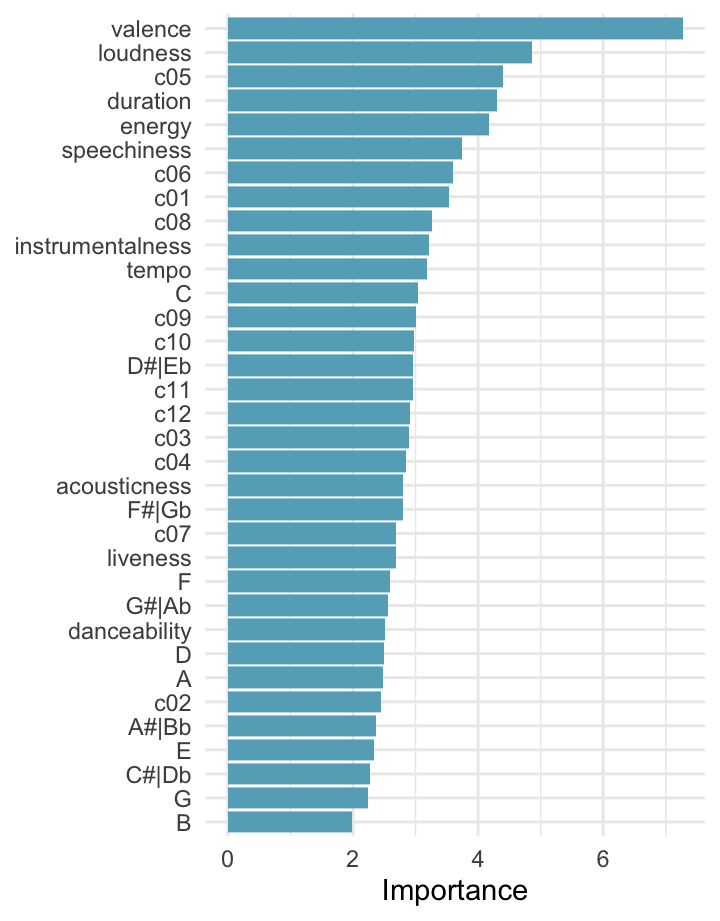 valence
loudness
c05
duration
energy
speechiness
c06
c01
c08
instrumentalness
tempo
C
c09
c10
D#|Eb
c11
c12
c03
c04
acousticness
F#|Gb
c07
liveness
F
G#|Ab
danceability
D
A
c02
A#|Bb
E
C#|Db
G
B
0 2 4 6
Importance